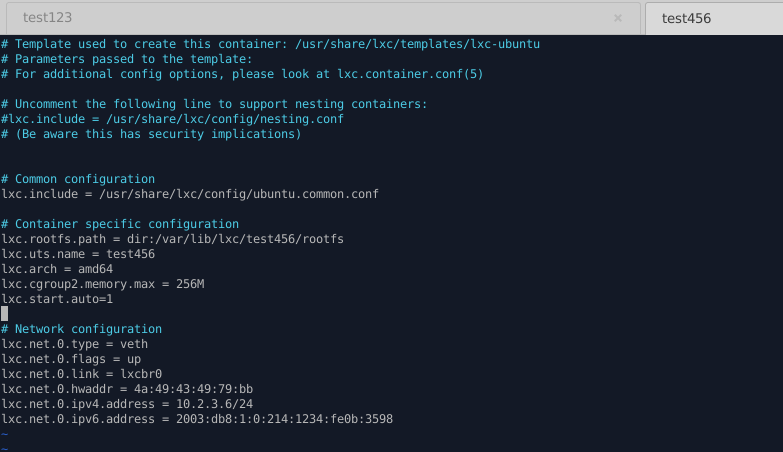 test123 ×
test456
# Template used to create this container: /usr/share/lxc/templates/lxc-ubuntu
# Parameters passed to the template:
# For additional config options, please look at lxc.container.conf(5)
# Uncomment the following line to support nesting containers:
#lxc.include = /usr/share/lxc/config/nesting.conf
# (Be aware this has security implications)
# Common configuration
lxc.include = /usr/share/lxc/config/ubuntu.common.conf
# Container specific configuration
lxc.rootfs.path = dir:/var/lib/lxc/test456/rootfs
lxc.uts.name = test456
lxc.arch = amd64
lxc.cgroup2.memory.max = 256M
lxc.start.auto=1
# Network configuration
lxc.net.0.type = veth
lxc.net.0.flags = up
lxc.net.0.link = lxcbr0
lxc.net.0.hwaddr = 4a:49:43:49:79:bb
lxc.net.0.ipv4.address = 10.2.3.6/24
lxc.net.0.ipv6.address = 2003:db8:1:0:214:1234:fe0b:3598
~
~